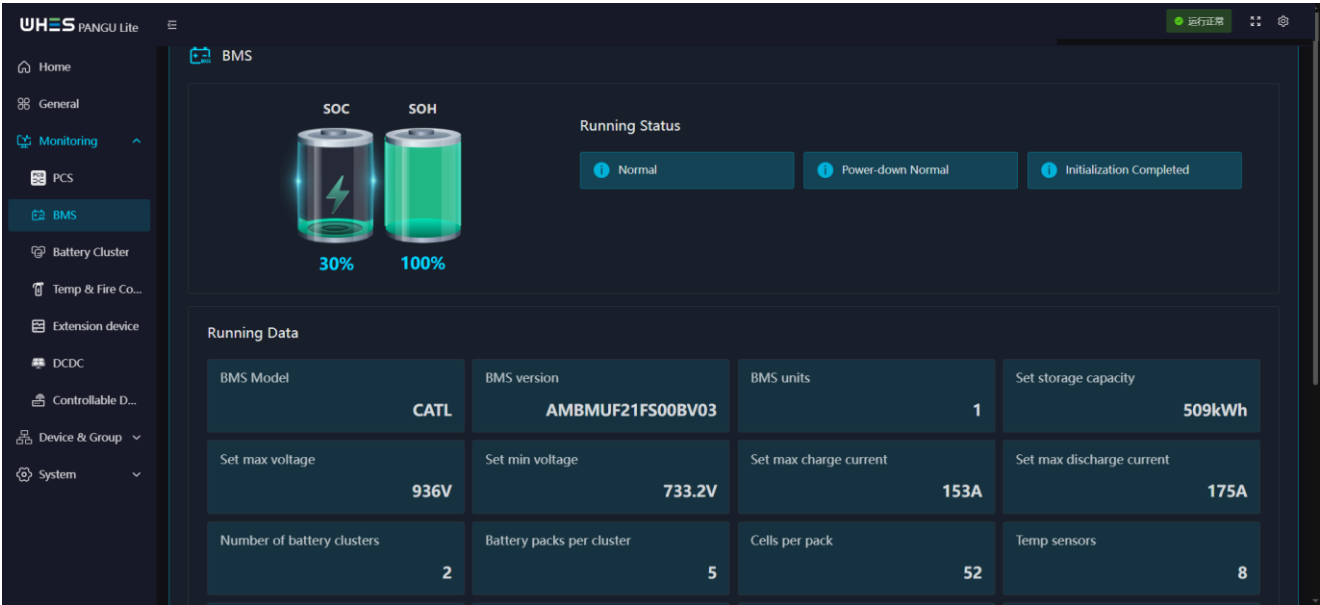 WHES PANGU Lite
运行正常
Home
General
Monitoring
PCS
BMS
Battery Cluster
Temp & Fire Co...
Extension device
DCDC
Controllable D...
Device & Group
System
BMS
SOC SOH
30% 100%
Running Status
Normal Power-down Normal Initialization Completed
Running Data
BMS Model BMS version BMS units Set storage capacity
CATL AMBMUF21FS00BV03 1 509kWh
Set max voltage Set min voltage Set max charge current Set max discharge current
936V 733.2V 153A 175A
Number of battery clusters Battery packs per cluster Cells per pack Temp sensors
2 5 52 8